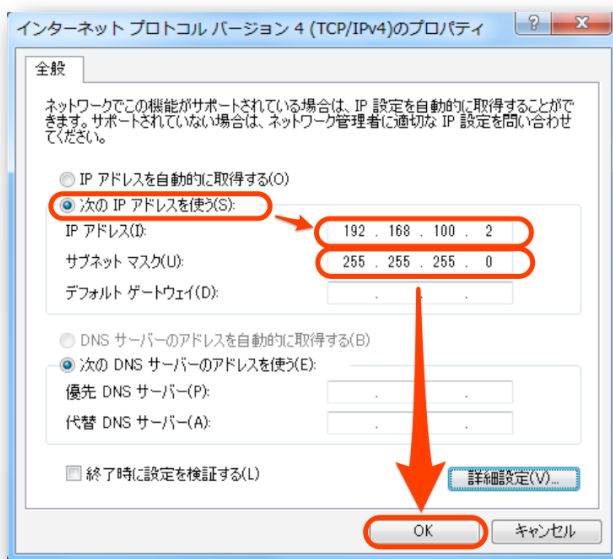 インターネット プロトコル バージョン 4 (TCP/IPv4)のプロパティ
全般
ネットワークでこの機能がサポートされている場合は、IP 設定を自動的に取得することがで
きます。サポートされていない場合は、ネットワーク管理者に適切な IP 設定を問い合わせ
てください。
IP アドレスを自動的に取得する(O)
次の IP アドレスを使う(S):
IP アドレス(I): 192 . 168 . 100 . 2
サブネット マスク(U): 255 . 255 . 255 . 0
デフォルト ゲートウェイ(D): . . .
DNS サーバーのアドレスを自動的に取得する(B)
次の DNS サーバーのアドレスを使う(E):
優先 DNS サーバー(P): . . .
代替 DNS サーバー(A): . . .
終了時に設定を検証する(L)
詳細設定(V)...
OK キャンセル